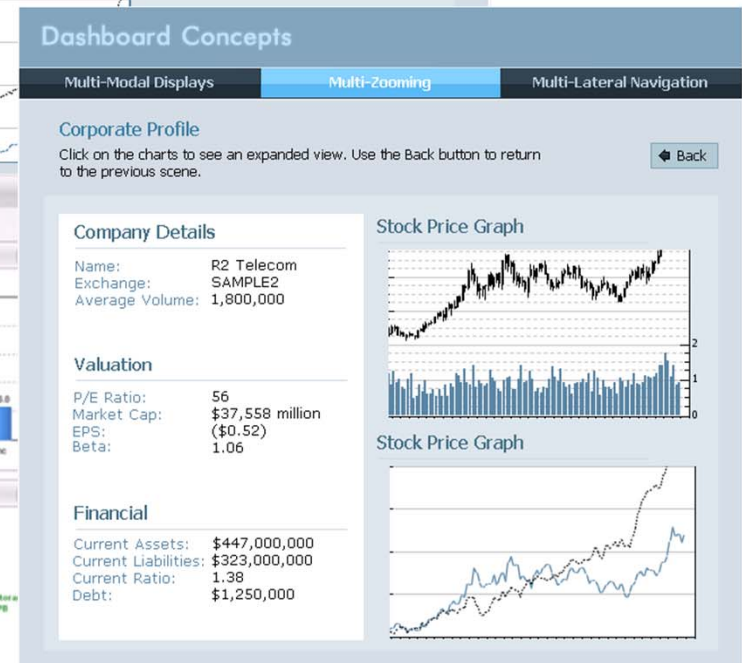 Dashboard Concepts
Multi-Modal Displays
Multi-Zooming
Multi-Lateral Navigation
Corporate Profile
Click on the charts to see an expanded view. Use the Back button to return
to the previous scene.
Back
Company Details
Name: R2 Telecom
Exchange: SAMPLE2
Average Volume: 1,800,000
Valuation
P/E Ratio: 56
Market Cap: $37,558 million
EPS: ($0.52)
Beta: 1.06
Financial
Current Assets: $447,000,000
Current Liabilities: $323,000,000
Current Ratio: 1.38
Debt: $1,250,000
Stock Price Graph
2
1
0
Stock Price Graph